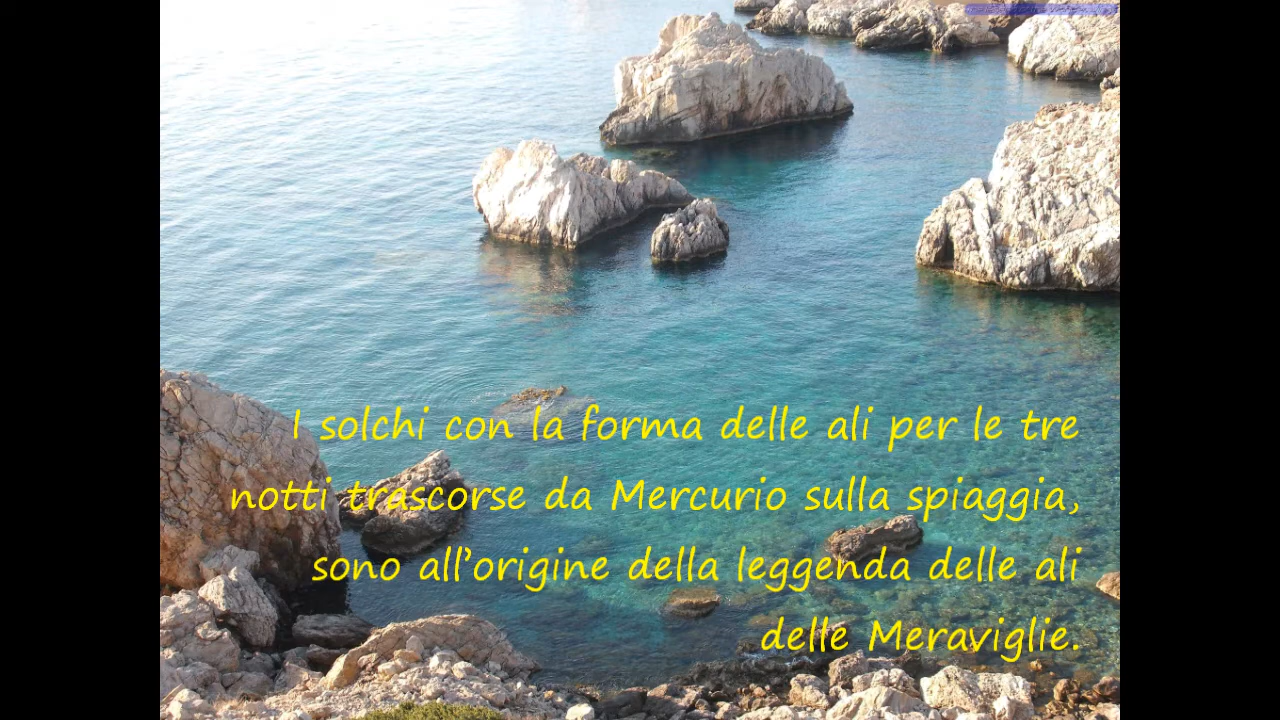 I solchi con la forma delle ali per le tre
notti trascorse da Mercurio sulla spiaggia,
sono all’origine della leggenda delle ali
delle Meraviglie.